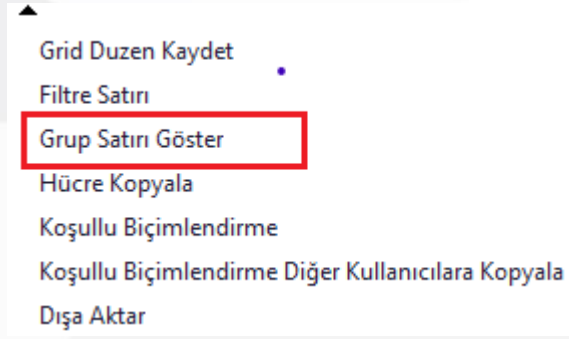 Grid Duzen Kaydet
Filtre Satırı
Grup Satırı Göster
Hücre Kopyala
Koşullu Biçimlendirme
Koşullu Biçimlendirme Diğer Kullanıcılara Kopyala
Dışa Aktar